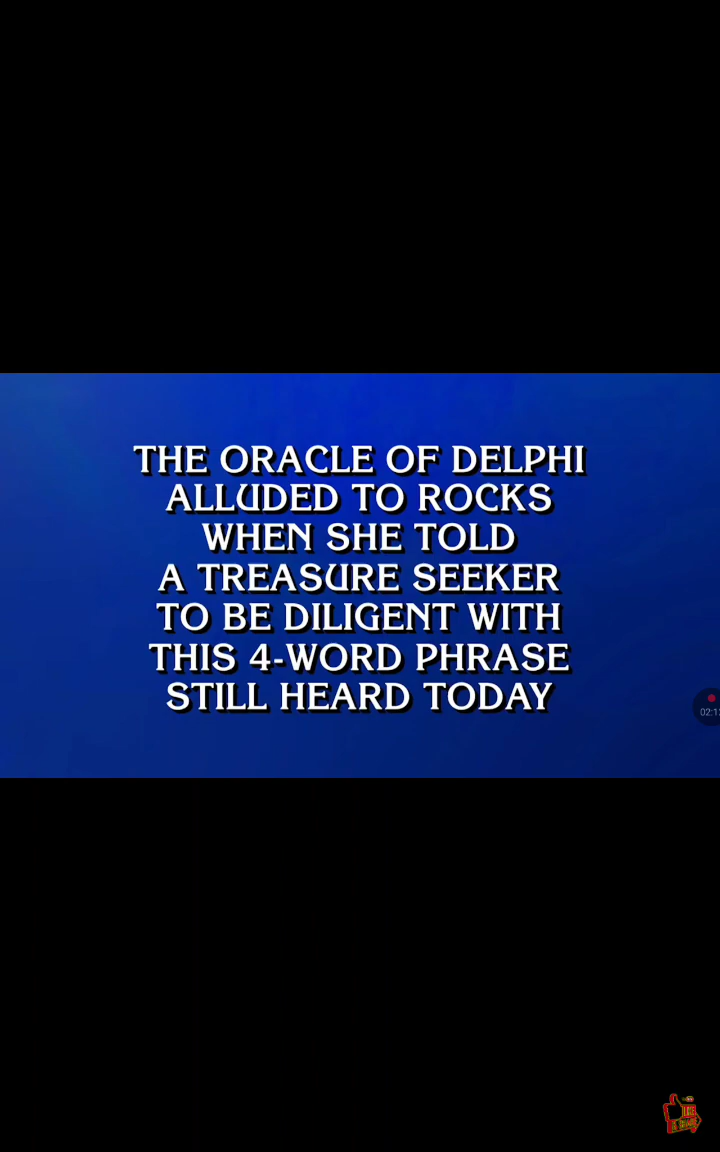 THE ORACLE OF DELPHI
ALLUDED TO ROCKS
WHEN SHE TOLD
A TREASURE SEEKER
TO BE DILIGENT WITH
THIS 4-WORD PHRASE
STILL HEARD TODAY